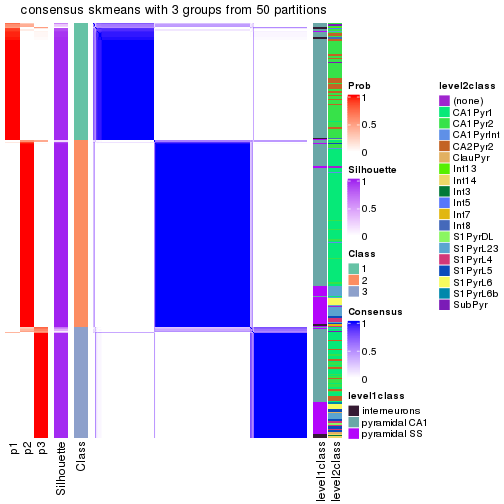 consensus skmeans with 3 groups from 50 partitions
p1
p2
p3
Silhouette
Class
level1class
level2class
Prob
1
0.5
0
Silhouette
1
0.5
0
Class
1
2
3
Consensus
1
0.5
0
level1class
interneurons
pyramidal CA1
pyramidal SS
level2class
(none)
CA1Pyr1
CA1Pyr2
CA1PyrInt
CA2Pyr2
ClauPyr
Int13
Int14
Int3
Int5
Int7
Int8
S1PyrDL
S1PyrL23
S1PyrL4
S1PyrL5
S1PyrL6
S1PyrL6b
SubPyr